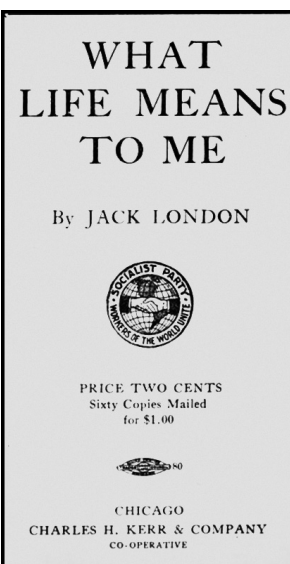 WHAT
LIFE MEANS
TO ME
By JACK LONDON
SOCIALIST PARTY
WORKERS OF THE WORLD UNITE
PRICE TWO CENTS
Sixty Copies Mailed
for $1.00
80
CHICAGO
CHARLES H. KERR & COMPANY
CO-OPERATIVE